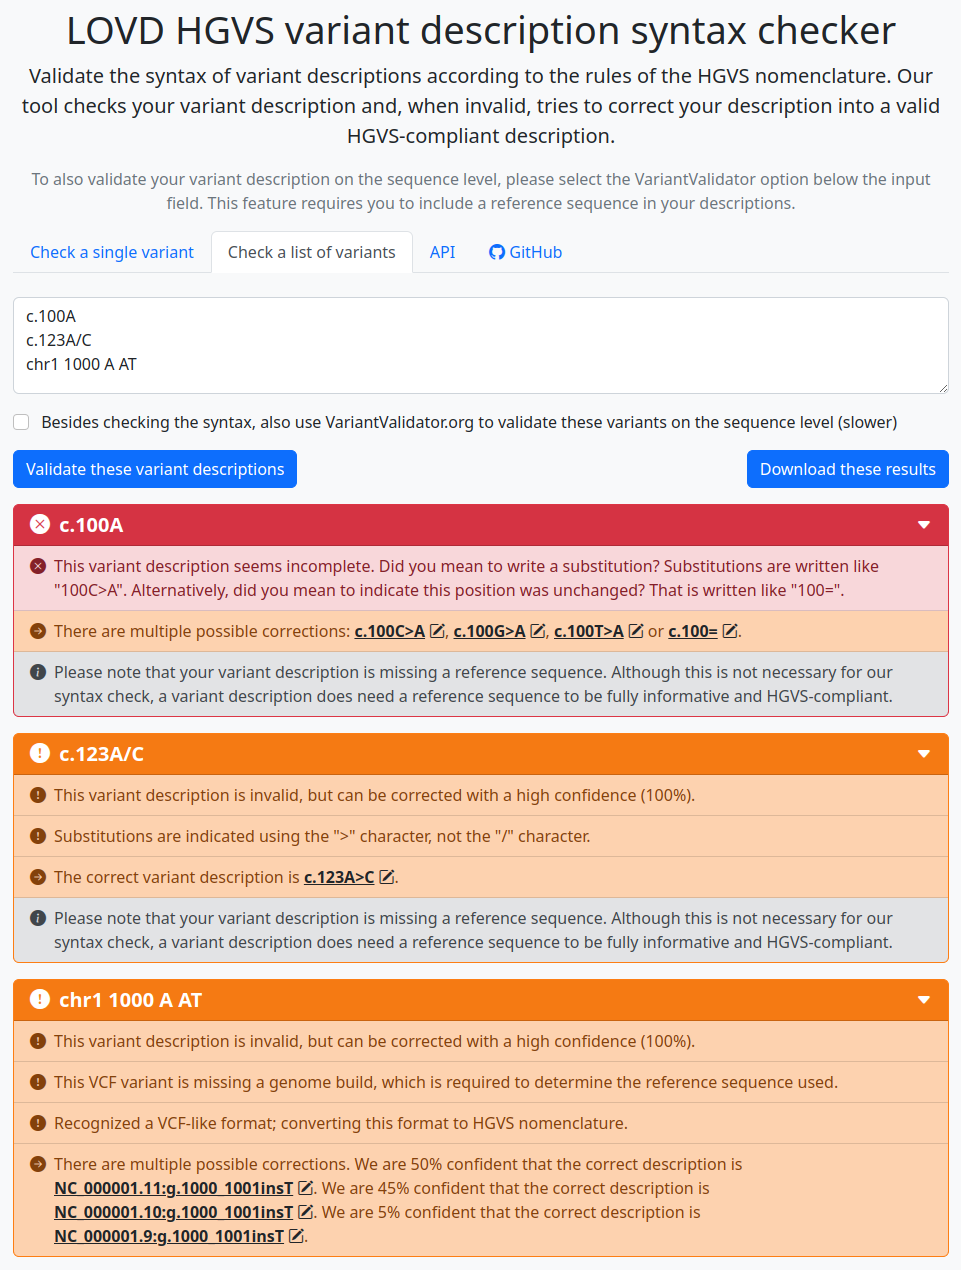 LOVD HGVS variant description syntax checker
Validate the syntax of variant descriptions according to the rules of the HGVS nomenclature. Our
tool checks your variant description and, when invalid, tries to correct your description into a valid
HGVS-compliant description.
To also validate your variant description on the sequence level, please select the VariantValidator option below the input
field. This feature requires you to include a reference sequence in your descriptions.
Check a single variant Check a list of variants API GitHub
c.100A
c.123A/C
chr1 1000 A AT
Besides checking the syntax, also use VariantValidator.org to validate these variants on the sequence level (slower)
Validate these variant descriptions Download these results
c.100A
This variant description seems incomplete. Did you mean to write a substitution? Substitutions are written like
"100C>A". Alternatively, did you mean to indicate this position was unchanged? That is written like "100=".
There are multiple possible corrections: c.100C>A, c.100G>A, c.100T>A or c.100=.
Please note that your variant description is missing a reference sequence. Although this is not necessary for our
syntax check, a variant description does need a reference sequence to be fully informative and HGVS-compliant.
c.123A/C
This variant description is invalid, but can be corrected with a high confidence (100%).
Substitutions are indicated using the ">" character, not the "/" character.
The correct variant description is c.123A>C.
Please note that your variant description is missing a reference sequence. Although this is not necessary for our
syntax check, a variant description does need a reference sequence to be fully informative and HGVS-compliant.
chr1 1000 A AT
This variant description is invalid, but can be corrected with a high confidence (100%).
This VCF variant is missing a genome build, which is required to determine the reference sequence used.
Recognized a VCF-like format; converting this format to HGVS nomenclature.
There are multiple possible corrections. We are 50% confident that the correct description is
NC_000001.11:g.1000_1001insT. We are 45% confident that the correct description is
NC_000001.10:g.1000_1001insT. We are 5% confident that the correct description is
NC_000001.9:g.1000_1001insT.